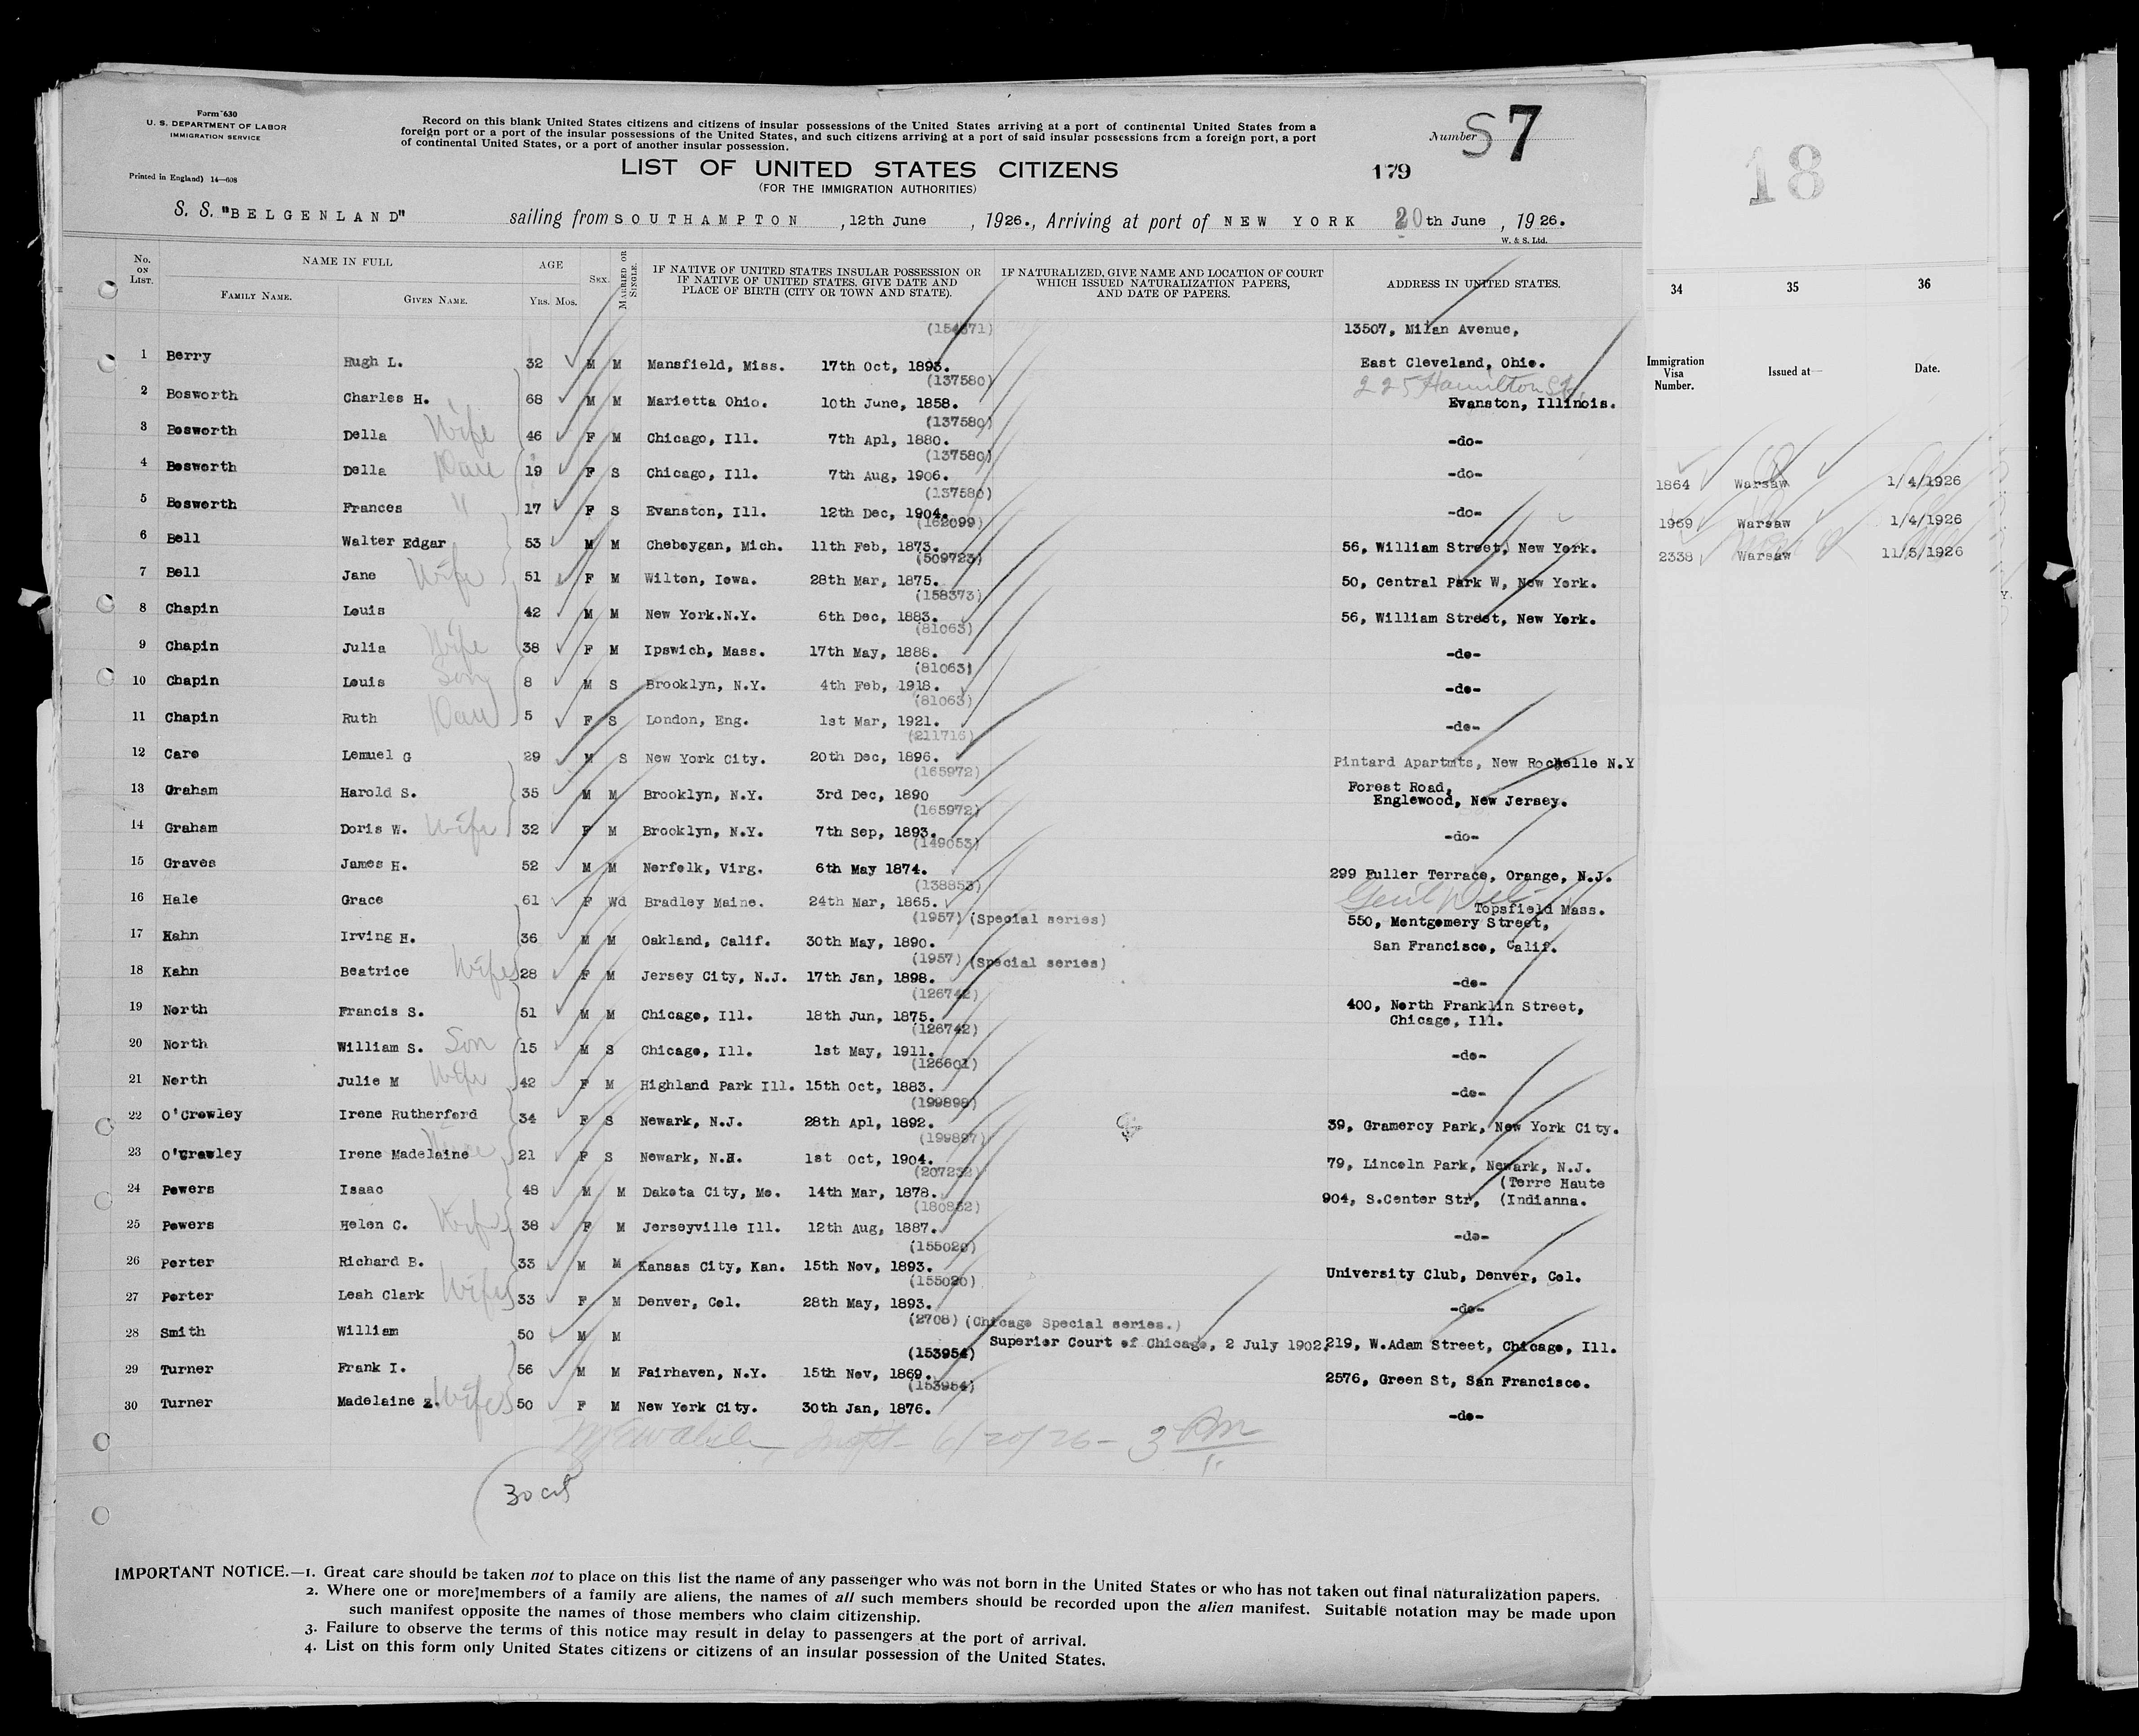 Form 630
U. S. DEPARTMENT OF LABOR
IMMIGRATION SERVICE
Printed in England) 14—608
Record on this blank United States citizens and citizens of insular possessions of the United States arriving at a port of continental United States from a
foreign port or a port of the insular possessions of the United States, and such citizens arriving at a port of said insular possessions from a foreign port, a port
of continental United States, or a port of another insular possession.
Number S 7
LIST OF UNITED STATES CITIZENS
179
(FOR THE IMMIGRATION AUTHORITIES)
S. S. "BELGENLAND" sailing from SOUTHAMPTON, 12th June, 1926., Arriving at port of NEW YORK 20th June, 1926.
W. & S. Ltd.
No. ON LIST. NAME IN FULL FAMILY NAME. GIVEN NAME. AGE YRS. MOS. SEX. MARRIED OR SINGLE. IF NATIVE OF UNITED STATES INSULAR POSSESSION OR IF NATIVE OF UNITED STATES, GIVE DATE AND PLACE OF BIRTH (CITY OR TOWN AND STATE). IF NATURALIZED, GIVE NAME AND LOCATION OF COURT WHICH ISSUED NATURALIZATION PAPERS, AND DATE OF PAPERS. ADDRESS IN UNITED STATES.
(154371) 13507, Milan Avenue,
1 Berry Hugh L. 32 M M Mansfield, Miss. 17th Oct, 1893. East Cleveland, Ohio.
(137580) 225 Hamilton St,
2 Bosworth Charles H. 68 M M Marietta Ohio. 10th June, 1858. Evanston, Illinois.
(137580)
3 Bosworth Della Wife 46 F M Chicago, Ill. 7th Apl, 1880. -do-
(137580)
4 Bosworth Della Dau 19 F S Chicago, Ill. 7th Aug, 1906. -do-
(137580)
5 Bosworth Frances " 17 F S Evanston, Ill. 12th Dec, 1904. -do-
(162099)
6 Bell Walter Edgar 53 M M Cheboygan, Mich. 11th Feb, 1873. 56, William Street, New York.
(509723)
7 Bell Jane Wife 51 F M Wilton, Iowa. 28th Mar, 1875. 50, Central Park W, New York.
(158373)
8 Chapin Louis 42 M M New York.N.Y. 6th Dec, 1883. 56, William Street, New York.
(81063)
9 Chapin Julia Wife 38 F M Ipswich, Mass. 17th May, 1888. -do-
(81063)
10 Chapin Louis Son 8 M S Brooklyn, N.Y. 4th Feb, 1918. -do-
(81063)
11 Chapin Ruth Dau 5 F S London, Eng. 1st Mar, 1921. -do-
(211716)
12 Care Lemuel G 29 M S New York City. 20th Dec, 1896. Pintard Apartmts, New Rochelle N.Y
(165972) Forest Road,
13 Graham Harold S. 35 M M Brooklyn, N.Y. 3rd Dec, 1890 Englewood, New Jersey.
(165972)
14 Graham Doris W. Wife 32 F M Brooklyn, N.Y. 7th Sep, 1893. -do-
(149053)
15 Graves James H. 52 M M Norfolk, Virg. 6th May 1874. 299 Fuller Terrace, Orange, N.J.
(138853)
16 Hale Grace 61 F Wd Bradley Maine. 24th Mar, 1865. Topsfield Mass.
(1957) (Special series) 550, Montgomery Street,
17 Kahn Irving H. 36 M M Oakland, Calif. 30th May, 1890. San Francisco, Calif.
(1957) (Special series)
18 Kahn Beatrice Wife 28 F M Jersey City, N.J. 17th Jan, 1898. -do-
(126742) 400, North Franklin Street,
19 North Francis S. 51 M M Chicago, Ill. 18th Jun, 1875. Chicago, Ill.
(126742)
20 North William S. Son 15 M S Chicago, Ill. 1st May, 1911. -do-
(126601)
21 North Julie M Wife 42 F M Highland Park Ill. 15th Oct, 1883. -do-
(199898)
22 O'Crowley Irene Rutherford 34 F S Newark, N.J. 28th Apl, 1892. 39, Gramercy Park, New York City.
(199897)
23 O'Crowley Irene Madelaine 21 F S Newark, N.H. 1st Oct, 1904. 79, Lincoln Park, Newark, N.J.
(207232) (Terre Haute
24 Powers Isaac 48 M M Dakota City, Mo. 14th Mar, 1878. 904, S.Center Str, (Indianna.
25 Powers Helen C. Wife 38 F M Jerseyville Ill. 12th Aug, 1887. -do-
(155020)
26 Porter Richard B. 33 M M Kansas City, Kan. 15th Nov, 1893. University Club, Denver, Col.
(155020)
27 Porter Leah Clark Wife 33 F M Denver, Col. 28th May, 1893. -do-
(2708) (Chicago Special series.)
28 Smith William 50 M M Superior Court of Chicago, 2 July 1902. 219, W.Adam Street, Chicago, Ill.
(153954)
29 Turner Frank I. 56 M M Fairhaven, N.Y. 15th Nov, 1869. 2576, Green St, San Francisco.
(153954)
30 Turner Madelaine Z. Wife 50 F M New York City. 30th Jan, 1876. -do-
6/20/26 - 3 PM
30
IMPORTANT NOTICE.—1. Great care should be taken not to place on this list the name of any passenger who was not born in the United States or who has not taken out final naturalization papers.
2. Where one or more members of a family are aliens, the names of all such members should be recorded upon the alien manifest. Suitable notation may be made upon
such manifest opposite the names of those members who claim citizenship.
3. Failure to observe the terms of this notice may result in delay to passengers at the port of arrival.
4. List on this form only United States citizens or citizens of an insular possession of the United States.
18
34 35 36
Immigration Visa Number. Issued at— Date.
1864 Warsaw 1/4/1926
1969 Warsaw 1/4/1926
2338 Warsaw 11/5/1926